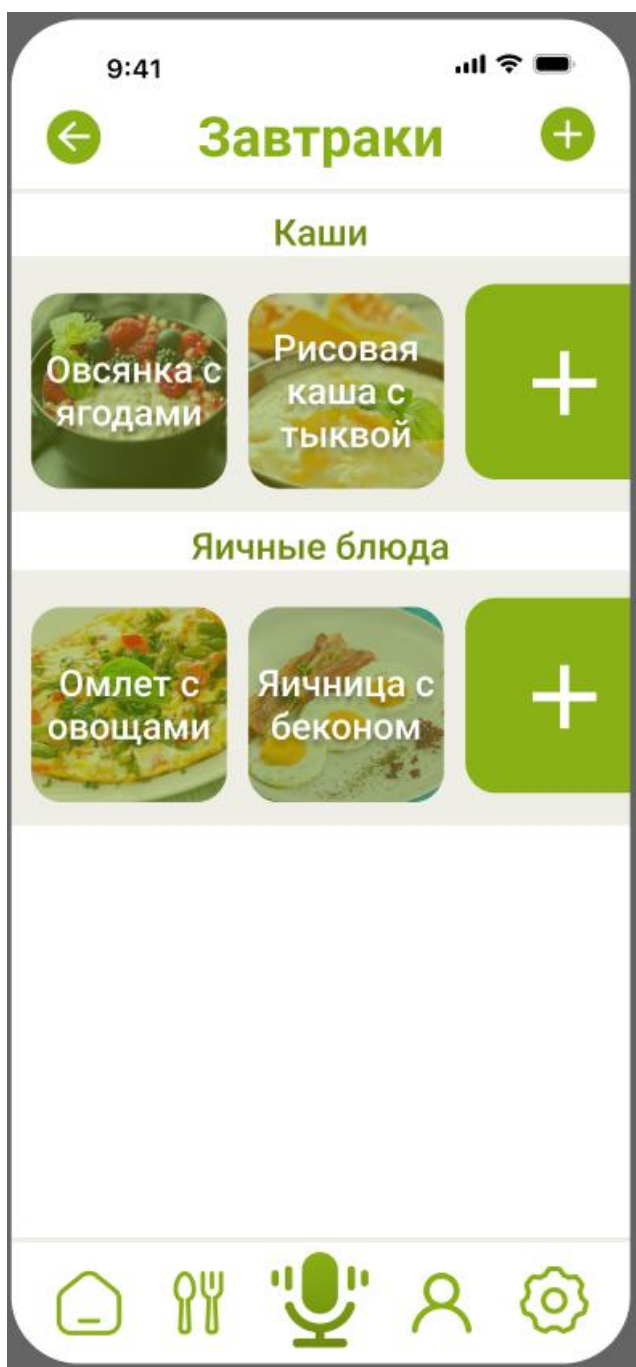 9:41
Завтраки
Каши
Овсянка с
ягодами
Рисовая
каша с
тыквой
Яичные блюда
Омлет с
овощами
Яичница с
беконом